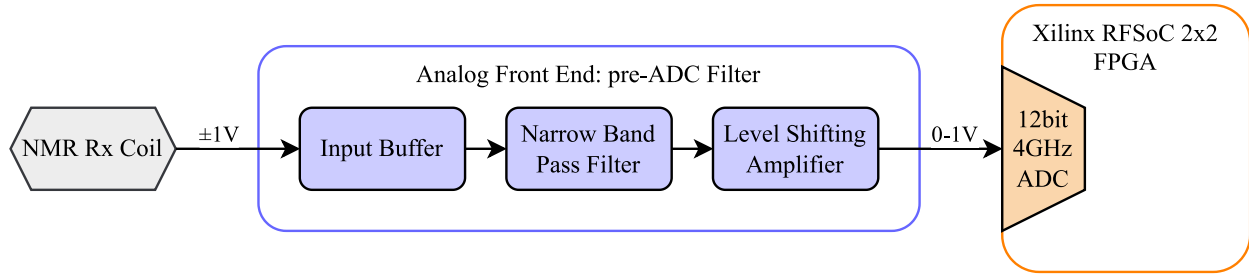 Xilinx RFSoC 2x2
FPGA
Analog Front End: pre-ADC Filter
NMR Rx Coil
±1V
Input Buffer
Narrow Band
Pass Filter
Level Shifting
Amplifier
0-1V
12bit
4GHz
ADC